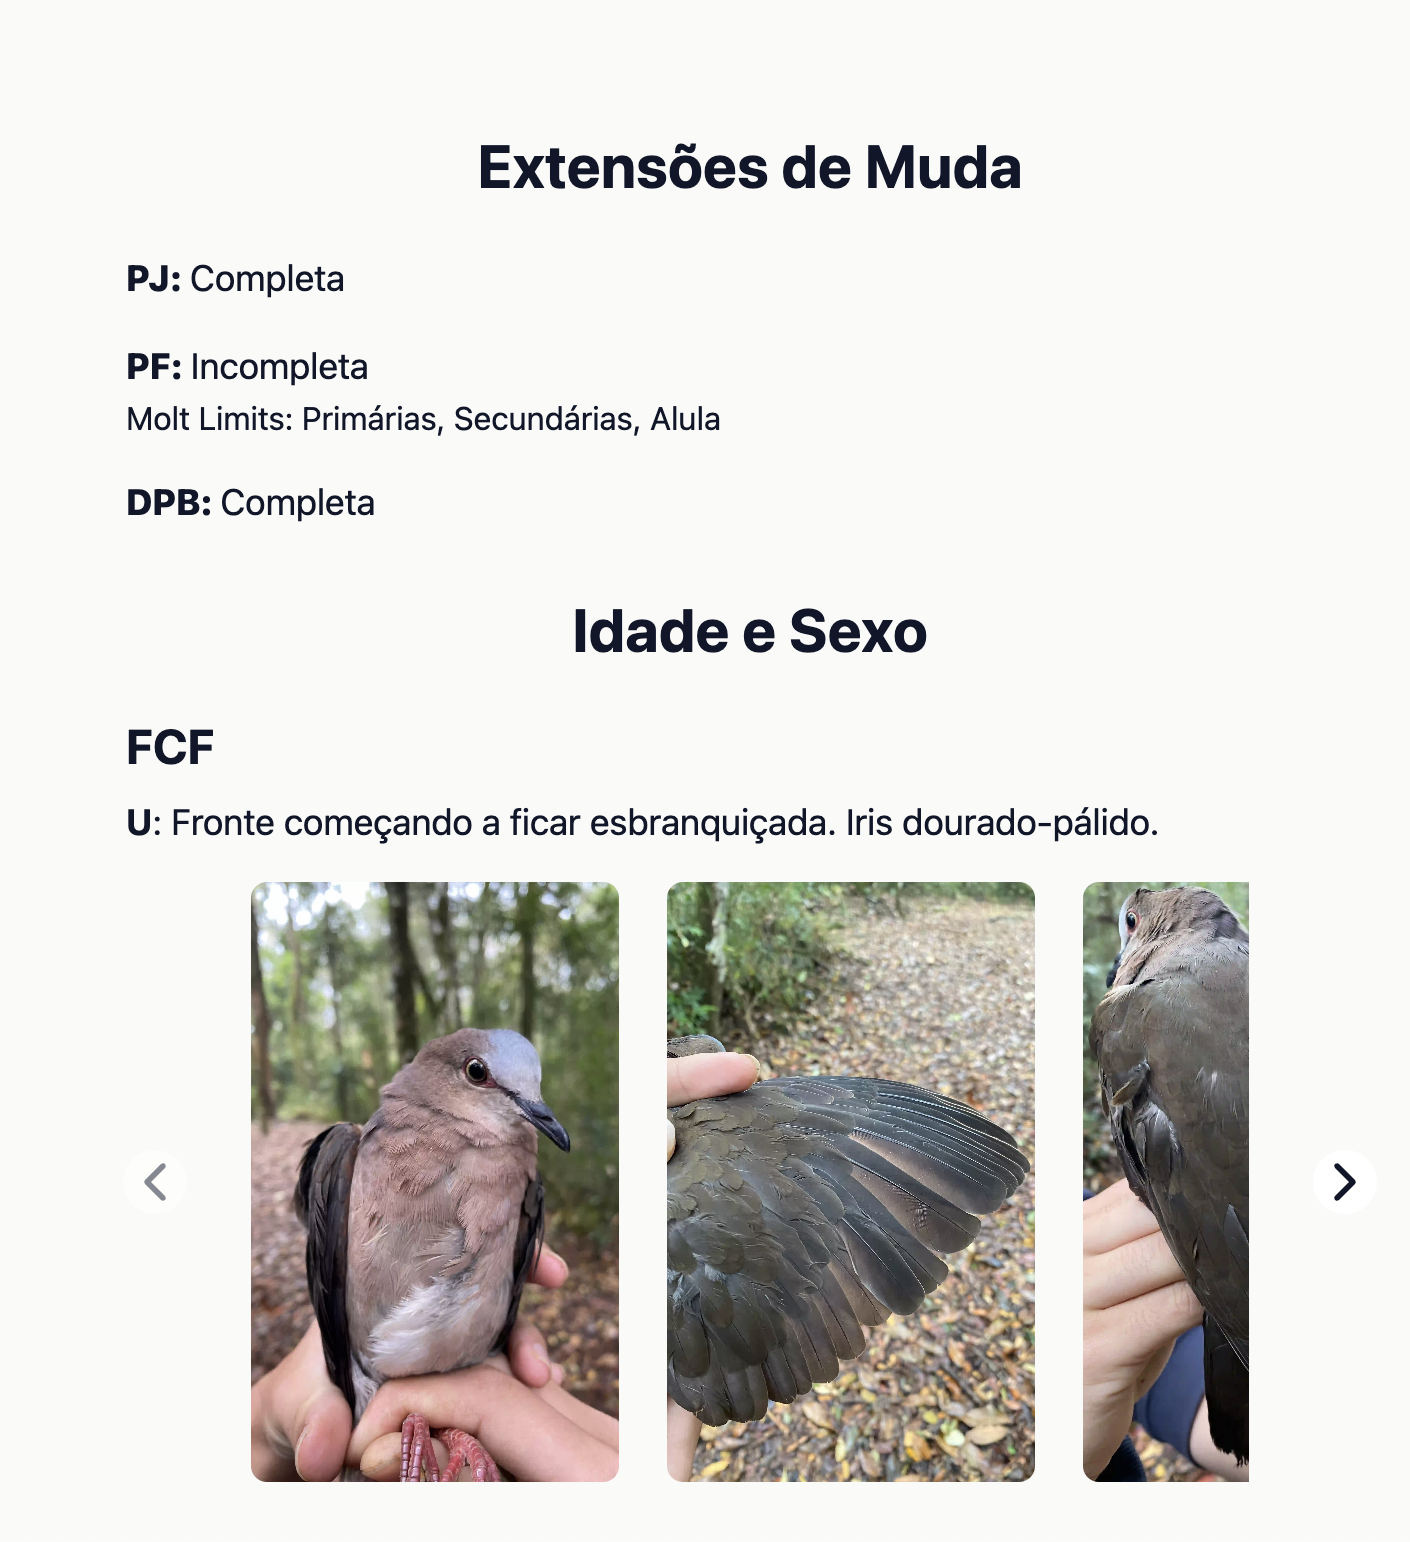 Extensões de Muda
PJ: Completa
PF: Incompleta
Molt Limits: Primárias, Secundárias, Alula
DPB: Completa
Idade e Sexo
FCF
U: Fronte começando a ficar esbranquiçada. Iris dourado-pálido.